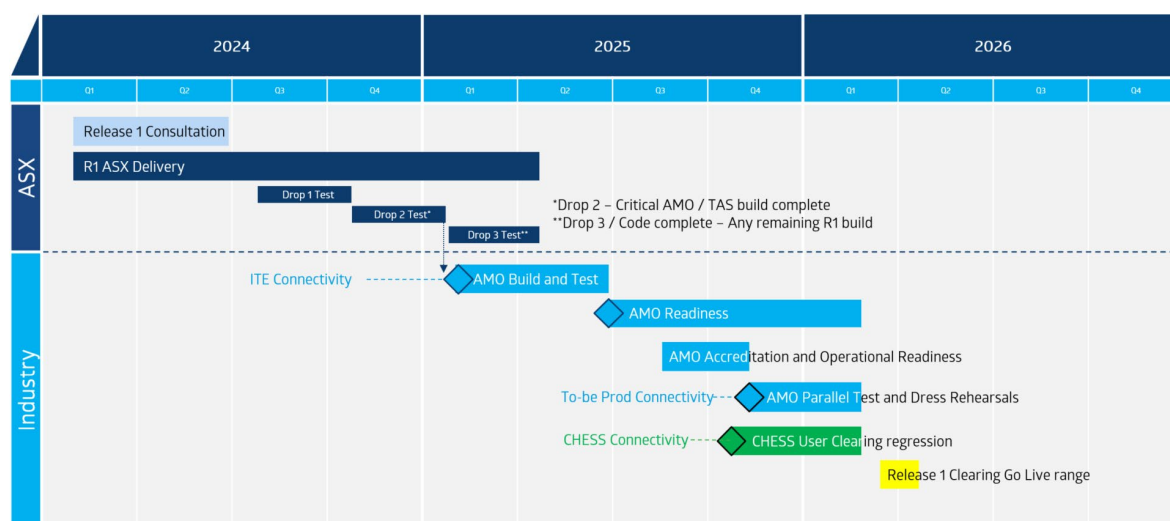 2024
2025
2026
Q1
Q2
Q3
Q4
Q1
Q2
Q3
Q4
Q1
Q2
Q3
Q4
ASX
Release 1 Consultation
R1 ASX Delivery
Drop 1 Test
Drop 2 Test*
*Drop 2 – Critical AMO / TAS build complete
**Drop 3 / Code complete – Any remaining R1 build
Drop 3 Test**
Industry
ITE Connectivity
AMO Build and Test
AMO Readiness
AMO Accreditation and Operational Readiness
To-be Prod Connectivity
AMO Parallel Test and Dress Rehearsals
CHESS Connectivity
CHESS User Clearing regression
Release 1 Clearing Go Live range